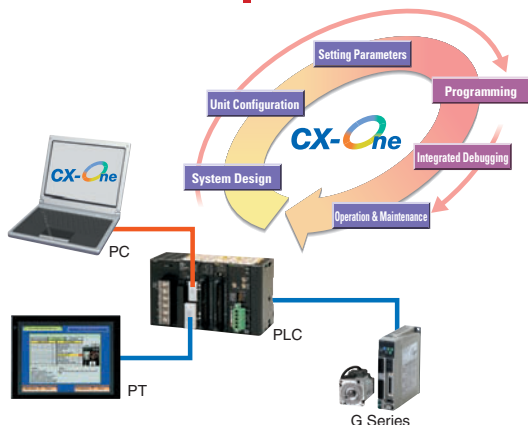 Setting Parameters
Programming
Unit Configuration
CX-One
Integrated Debugging
System Design
Operation & Maintenance
CX-One
PC
PLC
PT
G Series